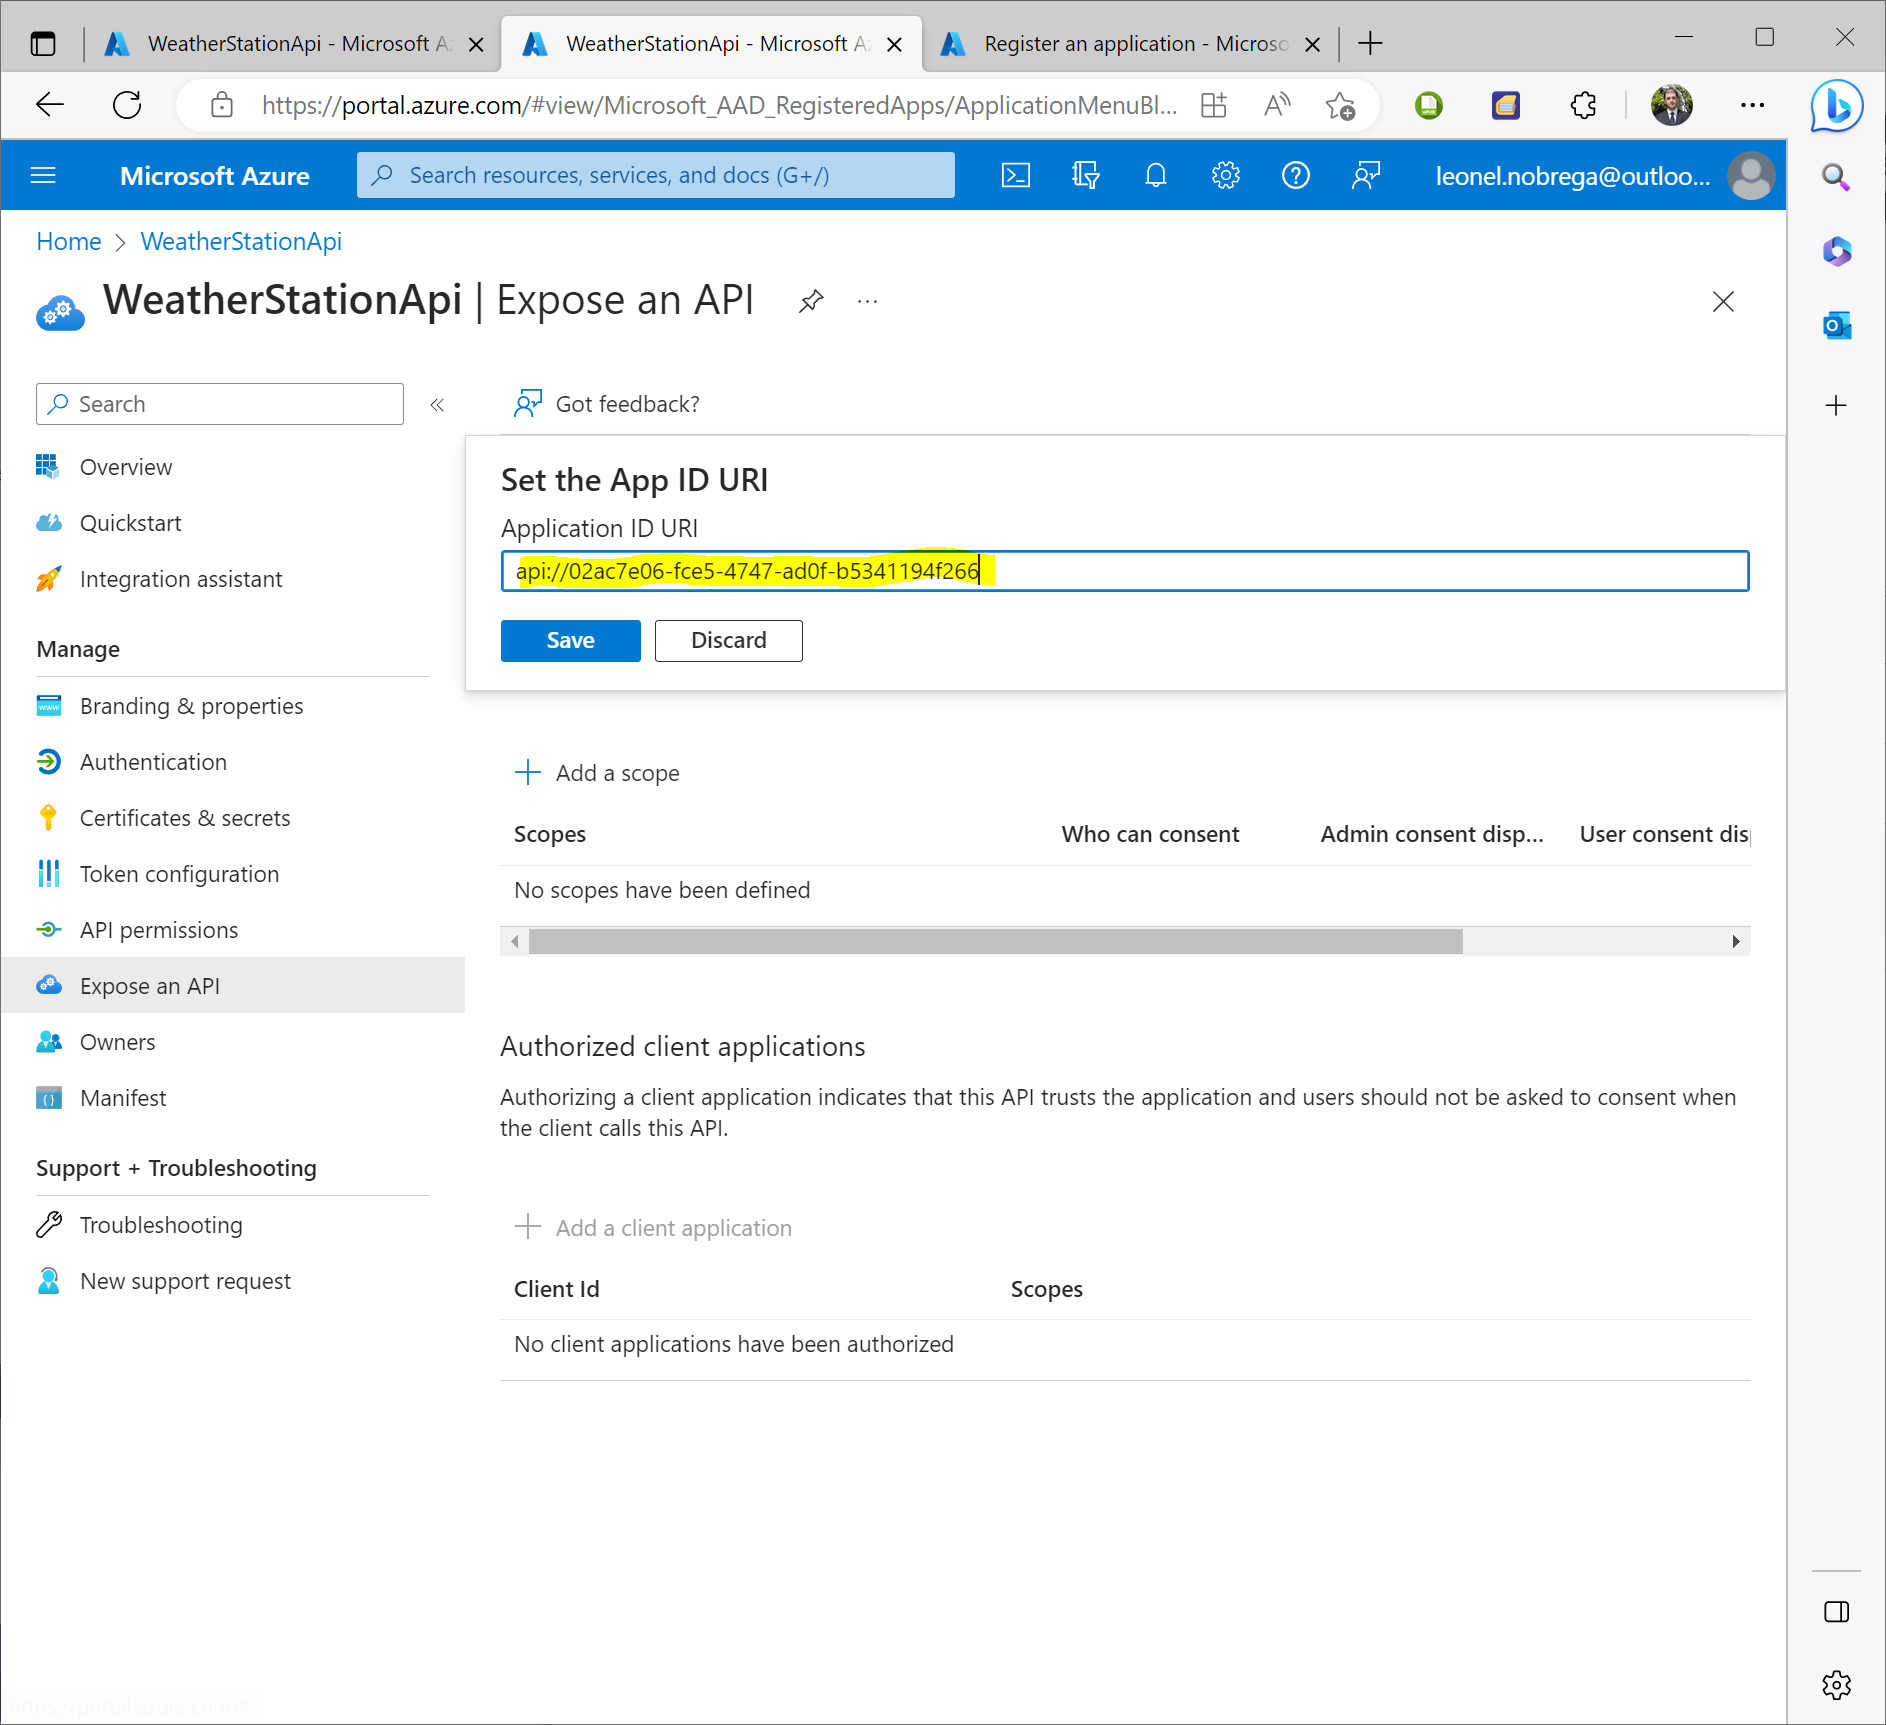 WeatherStationApi - Microsoft A
WeatherStationApi - Microsoft A
Register an application - Microso
https://portal.azure.com/#view/Microsoft_AAD_RegisteredApps/ApplicationMenuBl...
Microsoft Azure
Search resources, services, and docs (G+/)
leonel.nobrega@outloo...
Home > WeatherStationApi
WeatherStationApi | Expose an API
Search
Got feedback?
Overview
Quickstart
Integration assistant
Manage
Branding & properties
Authentication
Certificates & secrets
Token configuration
API permissions
Expose an API
Owners
Manifest
Support + Troubleshooting
Troubleshooting
New support request
Set the App ID URI
Application ID URI
api://02ac7e06-fce5-4747-ad0f-b5341194f266
Save Discard
Add a scope
Scopes Who can consent Admin consent disp... User consent disp
No scopes have been defined
Authorized client applications
Authorizing a client application indicates that this API trusts the application and users should not be asked to consent when
the client calls this API.
Add a client application
Client Id Scopes
No client applications have been authorized
https://portal.azure.com/#